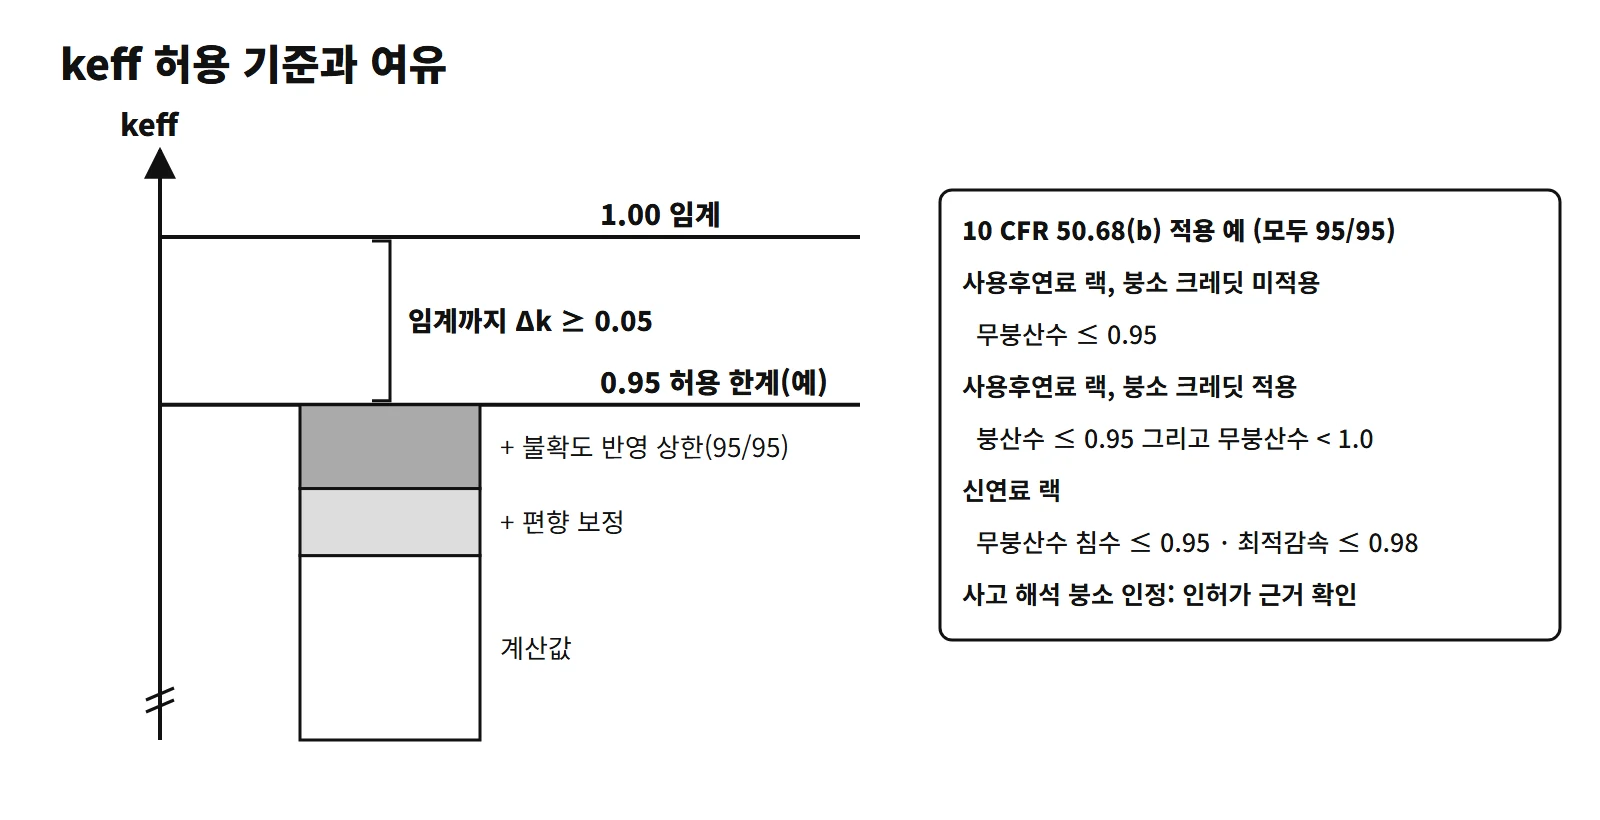 keff 허용 기준과 여유
keff
1.00 임계
임계까지 Δk ≥ 0.05
0.95 허용 한계(예)
+ 불확도 반영 상한(95/95)
+ 편향 보정
계산값
10 CFR 50.68(b) 적용 예 (모두 95/95)
사용후연료 랙, 붕소 크레딧 미적용
무붕산수 ≤ 0.95
사용후연료 랙, 붕소 크레딧 적용
붕산수 ≤ 0.95 그리고 무붕산수 < 1.0
신연료 랙
무붕산수 침수 ≤ 0.95 · 최적감속 ≤ 0.98
사고 해석 붕소 인정: 인허가 근거 확인